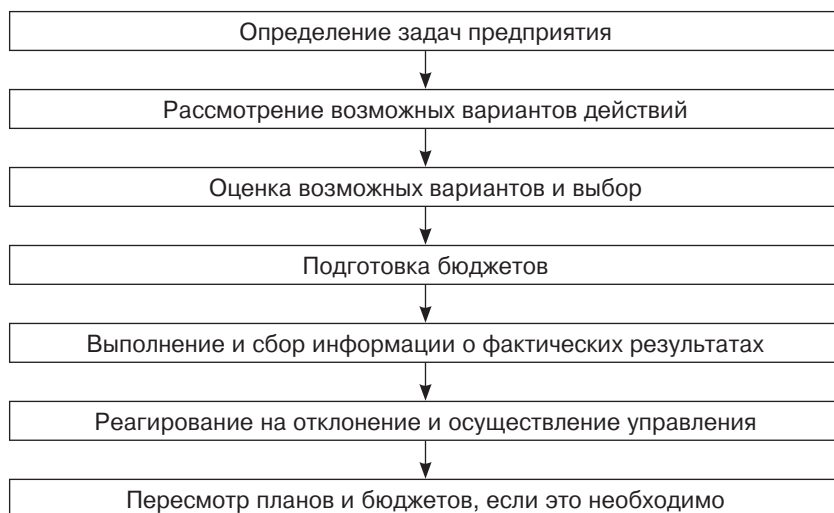 Определение задач предприятия
Рассмотрение возможных вариантов действий
Оценка возможных вариантов и выбор
Подготовка бюджетов
Выполнение и сбор информации о фактических результатах
Реагирование на отклонение и осуществление управления
Пересмотр планов и бюджетов, если это необходимо